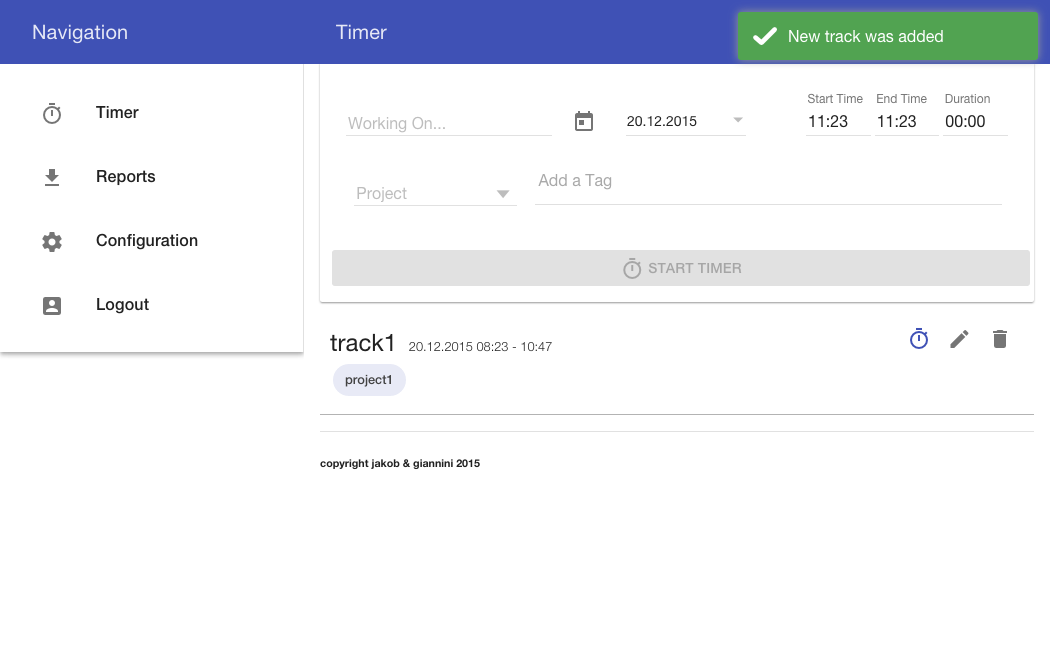 Navigation
Timer
New track was added
Timer
Reports
Configuration
Logout
Start Time End Time Duration
Working On... 20.12.2015 11:23 11:23 00:00
Project Add a Tag
START TIMER
track1 20.12.2015 08:23 - 10:47
project1
copyright jakob & giannini 2015